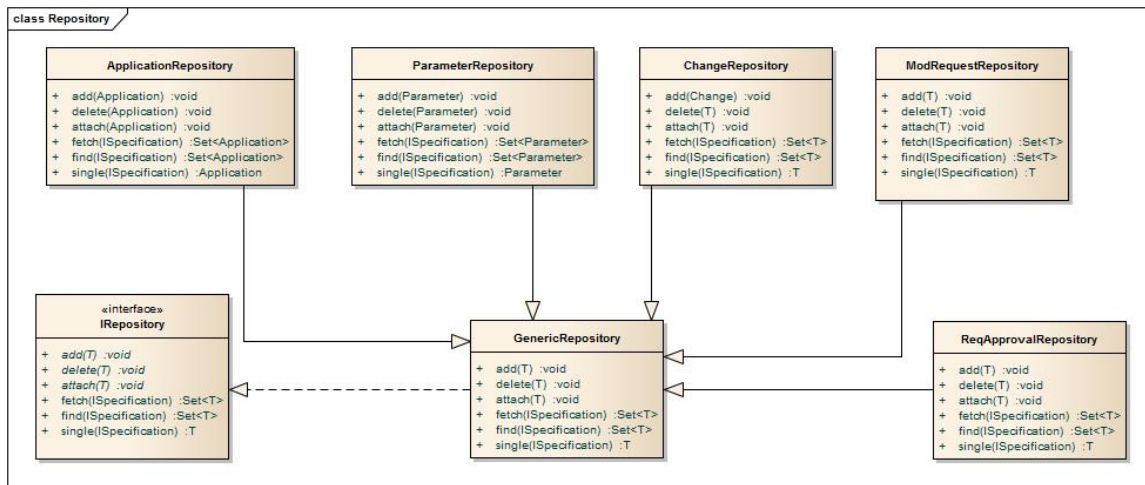 class Repository
ApplicationRepository
+ add(Application) :void
+ delete(Application) :void
+ attach(Application) :void
+ fetch(ISpecification) :Set<Application>
+ find(ISpecification) :Set<Application>
+ single(ISpecification) :Application
ParameterRepository
+ add(Parameter) :void
+ delete(Parameter) :void
+ attach(Parameter) :void
+ fetch(ISpecification) :Set<Parameter>
+ find(ISpecification) :Set<Parameter>
+ single(ISpecification) :Parameter
ChangeRepository
+ add(Change) :void
+ delete(T) :void
+ attach(T) :void
+ fetch(ISpecification) :Set<T>
+ find(ISpecification) :Set<T>
+ single(ISpecification) :T
ModRequestRepository
+ add(T) :void
+ delete(T) :void
+ attach(T) :void
+ fetch(ISpecification) :Set<T>
+ find(ISpecification) :Set<T>
+ single(ISpecification) :T
«interface»
IRepository
+ add(T) :void
+ delete(T) :void
+ attach(T) :void
+ fetch(ISpecification) :Set<T>
+ find(ISpecification) :Set<T>
+ single(ISpecification) :T
GenericRepository
+ add(T) :void
+ delete(T) :void
+ attach(T) :void
+ fetch(ISpecification) :Set<T>
+ find(ISpecification) :Set<T>
+ single(ISpecification) :T
ReqApprovalRepository
+ add(T) :void
+ delete(T) :void
+ attach(T) :void
+ fetch(ISpecification) :Set<T>
+ find(ISpecification) :Set<T>
+ single(ISpecification) :T